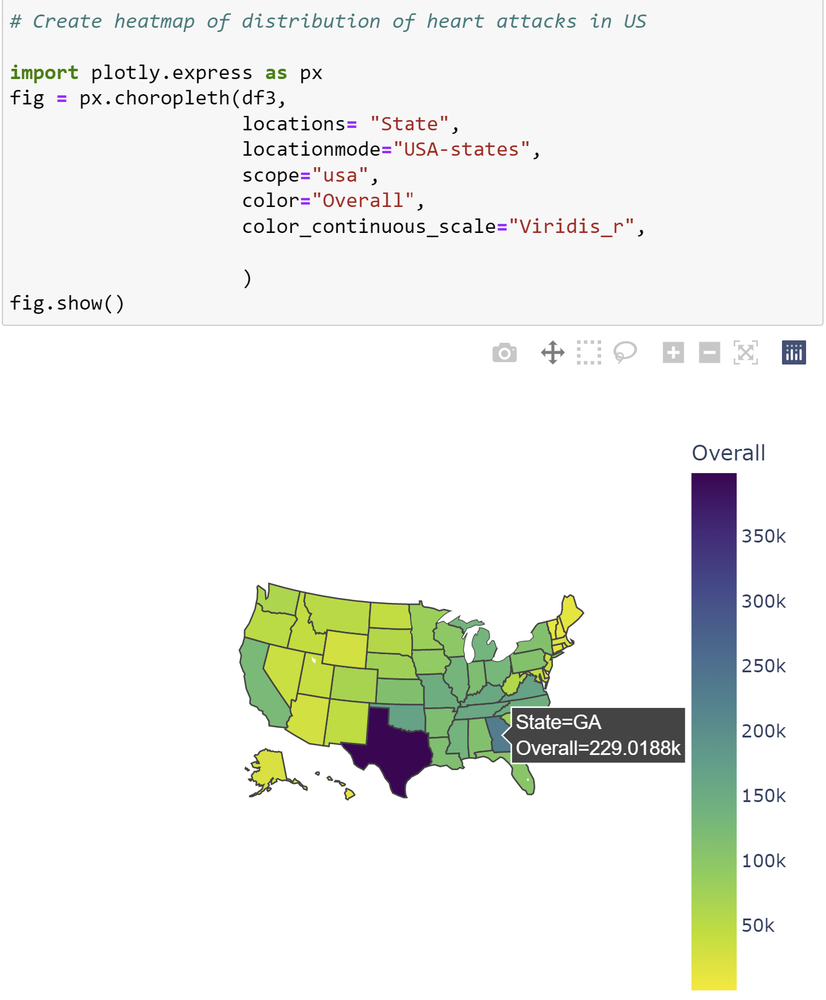 # Create heatmap of distribution of heart attacks in US
import plotly.express as px
fig = px.choropleth(df3,
locations= "State",
locationmode="USA-states",
scope="usa",
color="Overall",
color_continuous_scale="Viridis_r",
)
fig.show()
Overall
350k
300k
250k
200k
150k
100k
50k
State=GA
Overall=229.0188k